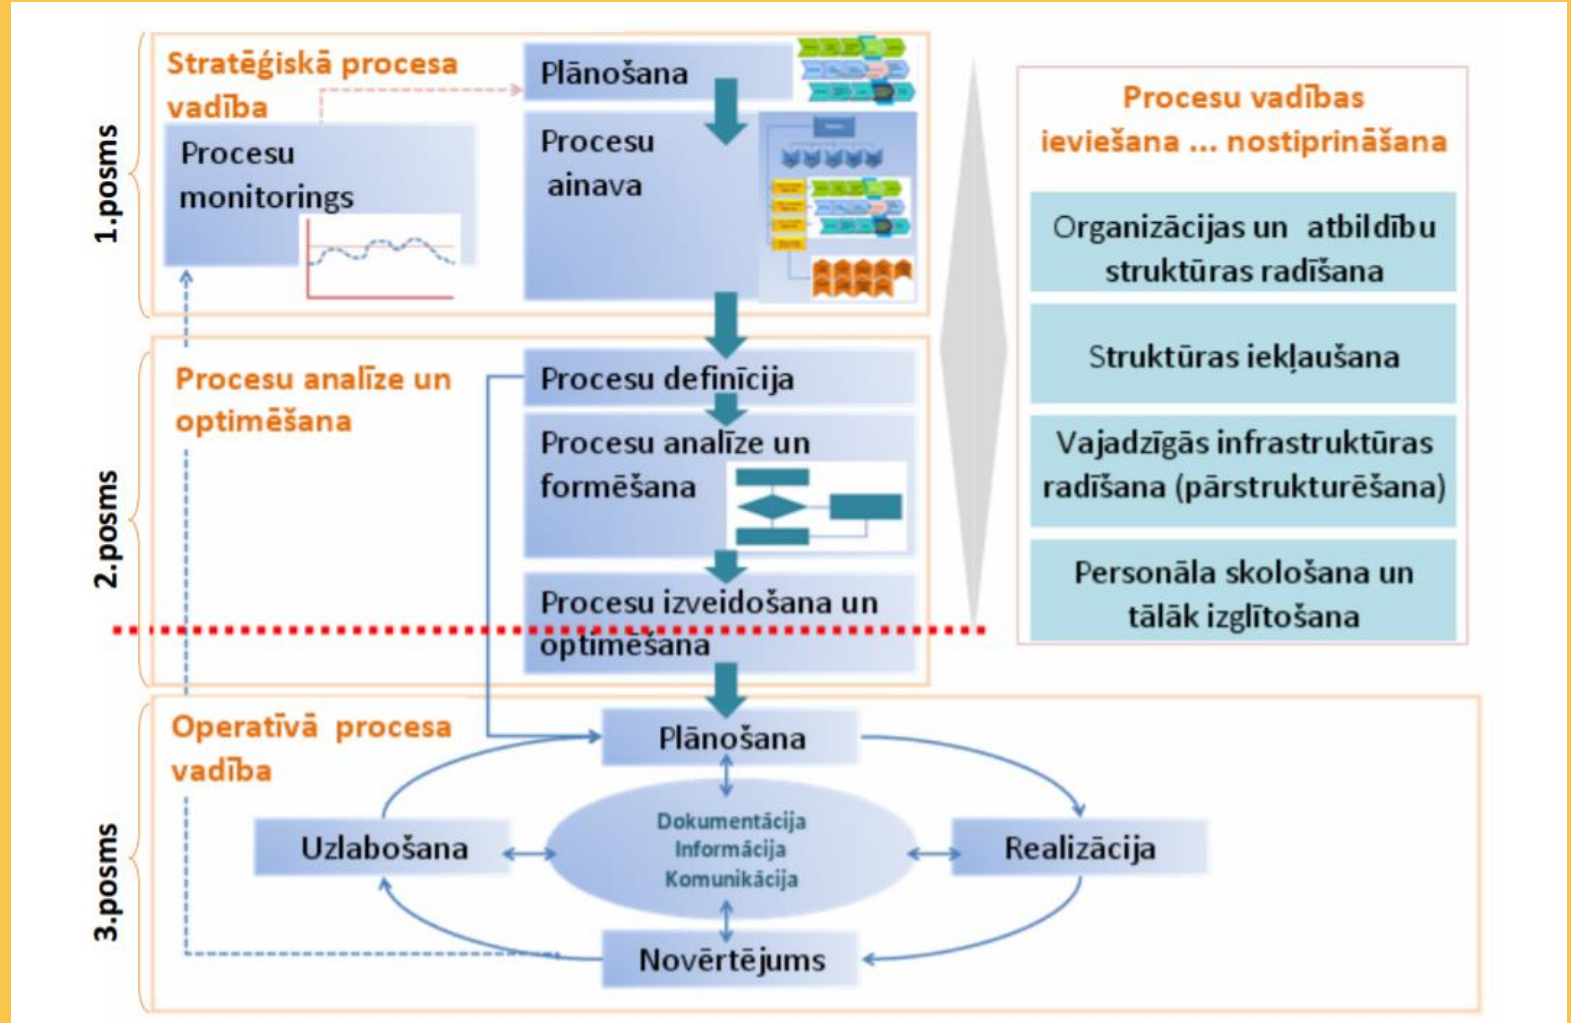 1.posms
Stratēģiskā procesa
vadība
Procesu
monitorings
Plānošana
Procesu
ainava
Procesu vadības
ieviešana ... nostiprināšana
Organizācijas un atbildību
struktūras radīšana
Struktūras iekļaušana
Vajadzīgās infrastruktūras
radīšana (pārstrukturēšana)
Personāla skološana un
tālāk izglītošana
2.posms
Procesu analīze un
optimēšana
Procesu definīcija
Procesu analīze un
formēšana
Procesu izveidošana un
optimēšana
3.posms
Operatīvā procesa
vadība
Plānošana
Uzlabošana
Dokumentācija
Informācija
Komunikācija
Realizācija
Novērtējums